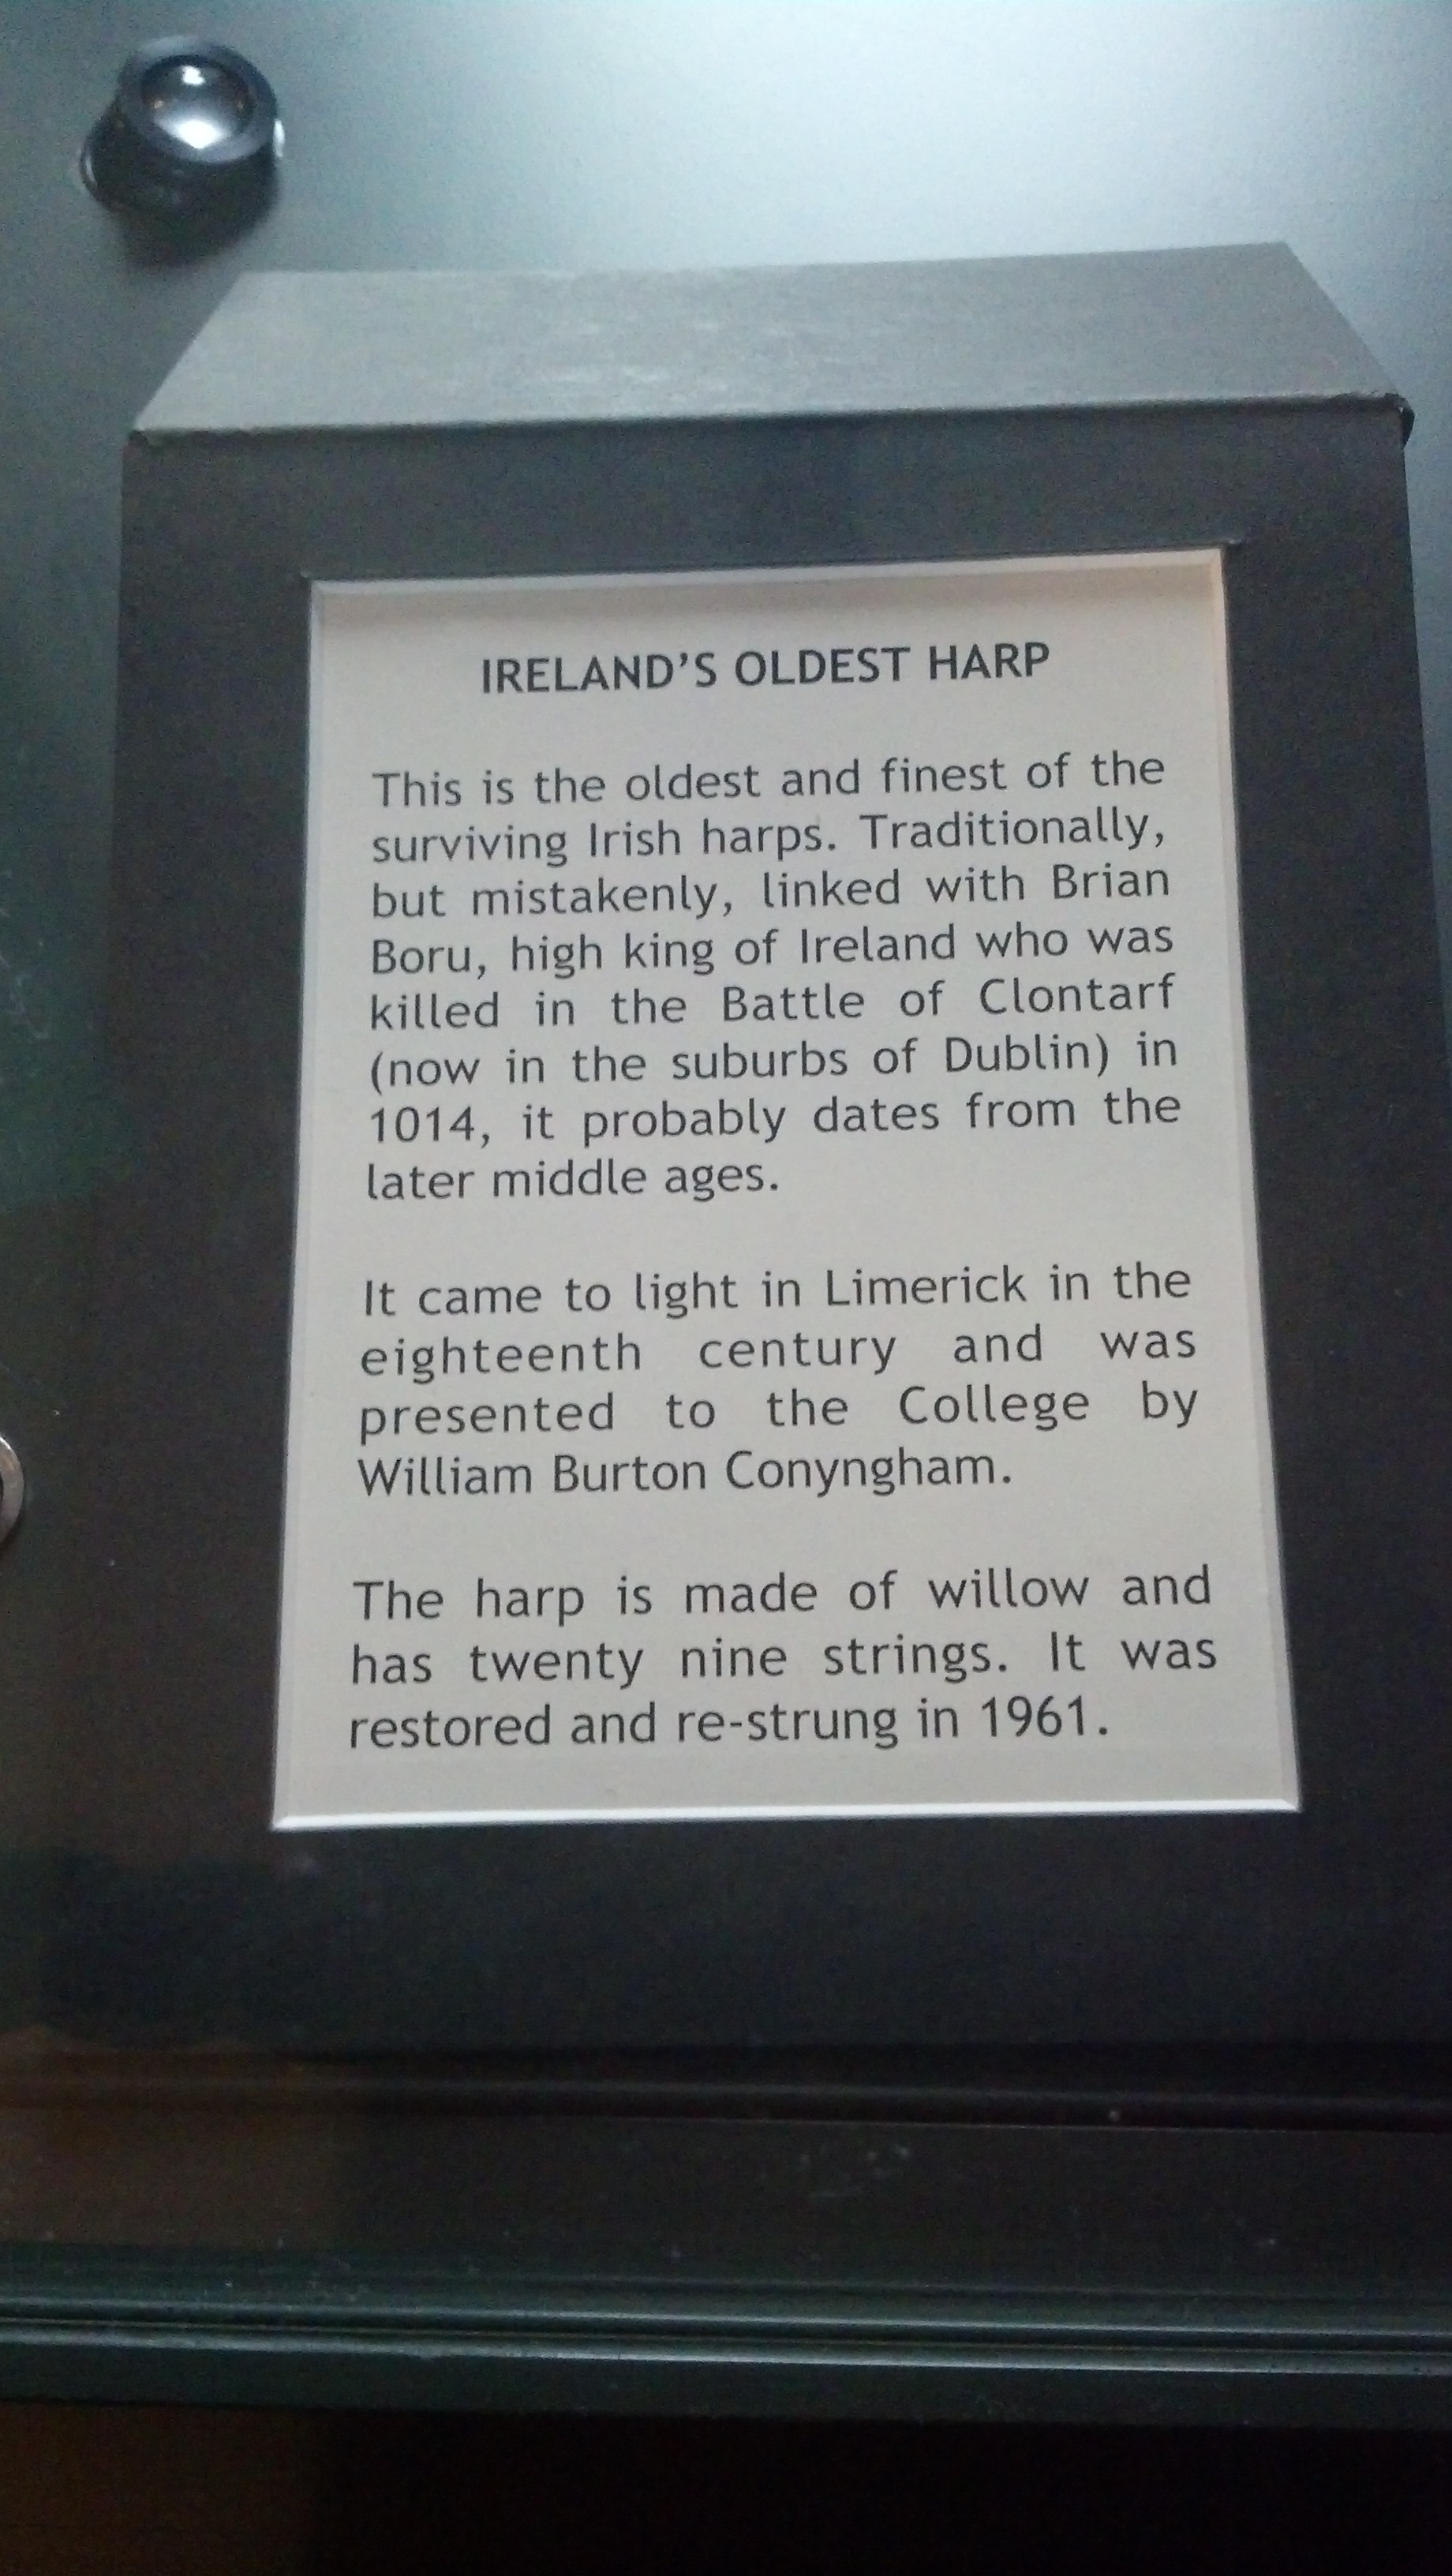 IRELAND'S OLDEST HARP
This is the oldest and finest of the
surviving Irish harps. Traditionally,
but mistakenly, linked with Brian
Boru, high king of Ireland who was
killed in the Battle of Clontarf
(now in the suburbs of Dublin) in
1014, it probably dates from the
later middle ages.
It came to light in Limerick in the
eighteenth century and was
presented to the College by
William Burton Conyngham.
The harp is made of willow and
has twenty nine strings. It was
restored and re-strung in 1961.